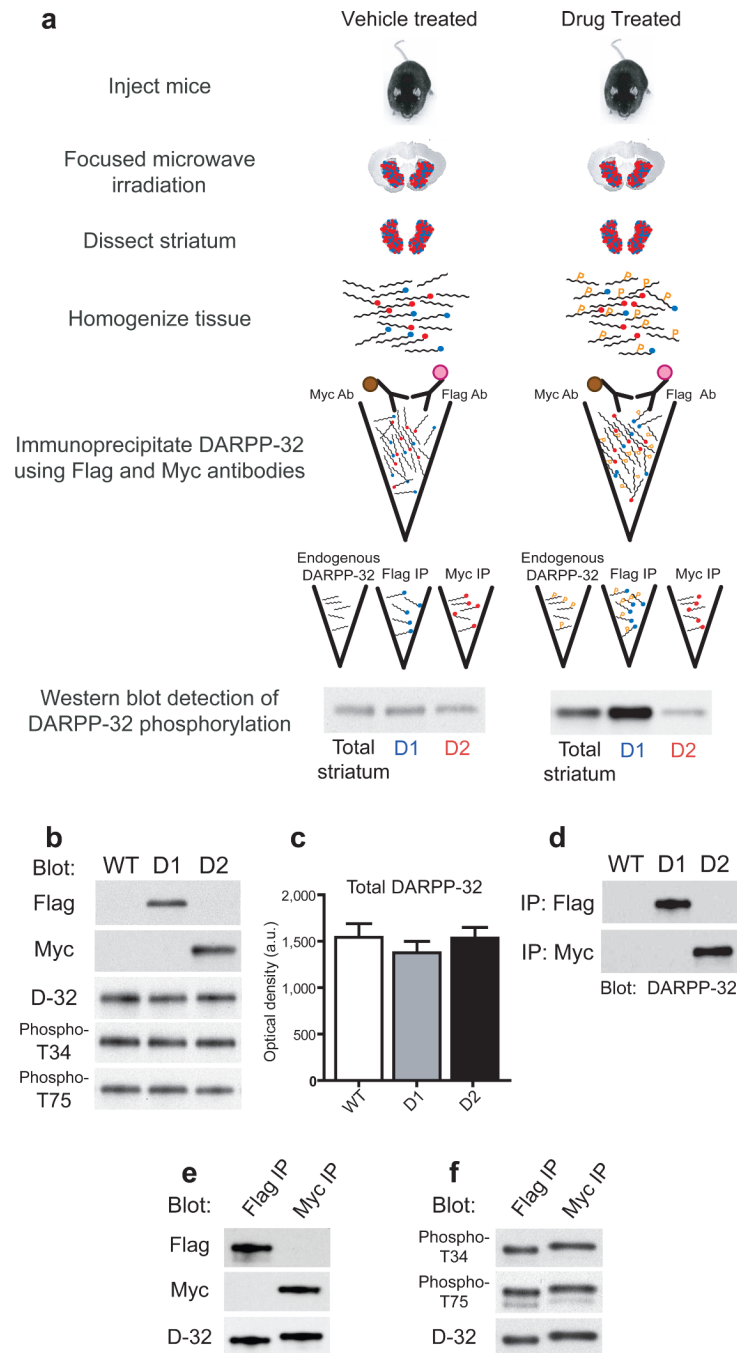 a
Vehicle treated
Drug Treated
Inject mice
Focused microwave
irradiation
Dissect striatum
Homogenize tissue
P P P P P P P P P P P
Myc Ab
Flag Ab
Myc Ab
Flag Ab
Immunoprecipitate DARPP-32
using Flag and Myc antibodies
Endogenous
DARPP-32
Flag IP
Myc IP
Endogenous
DARPP-32
Flag IP
Myc IP
Western blot detection of
DARPP-32 phosphorylation
Total
striatum
D1
D2
Total
striatum
D1
D2
b
Blot:
WT
D1
D2
Flag
Myc
D-32
Phospho-
T34
Phospho-
T75
c
Total DARPP-32
Optical density (a.u.)
2,000
1,500
1,000
500
0
WT
D1
D2
d
WT
D1
D2
IP: Flag
IP: Myc
Blot: DARPP-32
e
Blot:
Flag IP
Myc IP
Flag
Myc
D-32
f
Blot:
Flag IP
Myc IP
Phospho-
T34
Phospho-
T75
D-32